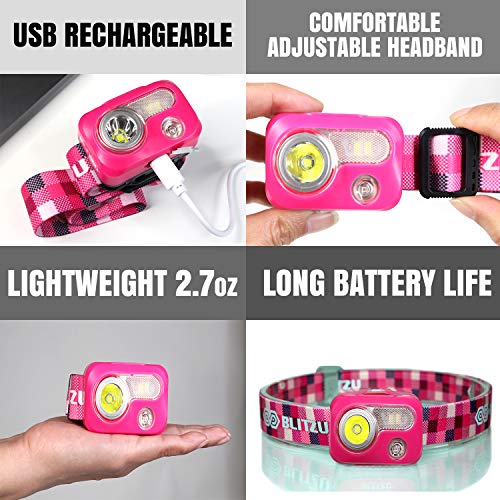 USB RECHARGEABLE
COMFORTABLE
ADJUSTABLE HEADBAND
LIGHTWEIGHT 2.7oz
LONG BATTERY LIFE
BLITZU